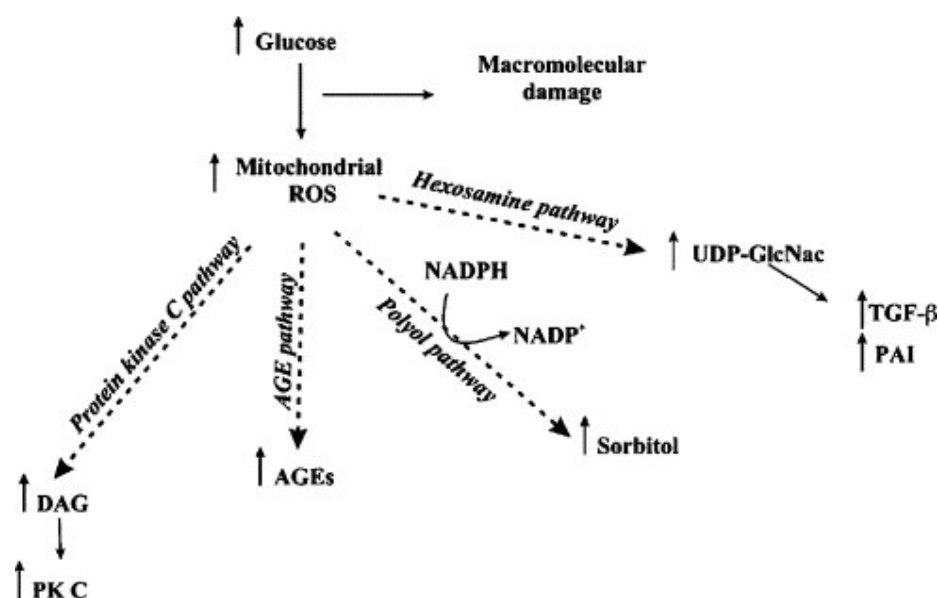 Glucose
Macromolecular
damage
Mitochondrial
ROS
Hexosamine pathway
UDP-GlcNac
NADPH
NADP⁺
TGF-β
PAI
Protein kinase C pathway
AGE pathway
Polyol pathway
Sorbitol
AGEs
DAG
PK C